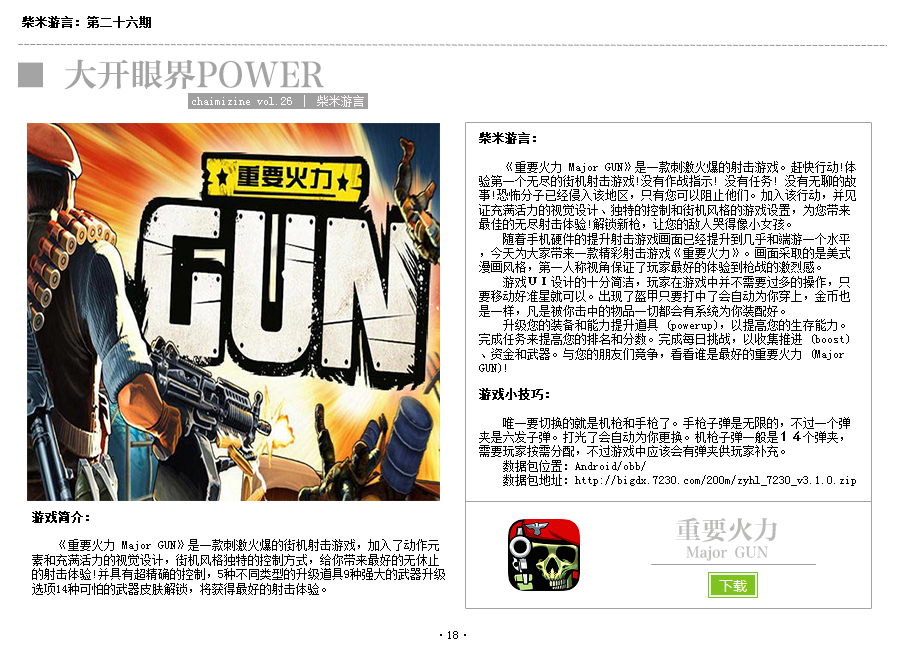 柴米游言：第二十六期
大开眼界POWER
chaimizine vol.26 | 柴米游言
重要火力
GUN
游戏简介：
《重要火力 Major GUN》是一款刺激火爆的街机射击游戏，加入了动作元
素和充满活力的视觉设计，街机风格独特的控制方式，给你带来最好的无休止
的射击体验!并具有超精确的控制，5种不同类型的升级道具9种强大的武器升级
选项14种可怕的武器皮肤解锁，将获得最好的射击体验。
柴米游言：
《重要火力 Major GUN》是一款刺激火爆的射击游戏。赶快行动!体
验第一个无尽的街机射击游戏!没有作战指示! 没有任务! 没有无聊的故
事!恐怖分子已经侵入该地区，只有您可以阻止他们。加入该行动，并见
证充满活力的视觉设计、独特的控制和街机风格的游戏设置，为您带来
最佳的无尽射击体验!解锁新枪，让您的敌人哭得像小女孩。
随着手机硬件的提升射击游戏画面已经提升到几乎和端游一个水平
，今天为大家带来一款精彩射击游戏《重要火力》。画面采取的是美式
漫画风格，第一人称视角保证了玩家最好的体验到枪战的激烈感。
游戏ＵＩ设计的十分简洁，玩家在游戏中并不需要过多的操作，只
要移动好准星就可以。出现了盔甲只要打中了会自动为你穿上，金币也
是一样，凡是被你击中的物品一切都会有系统为你装配好。
升级您的装备和能力提升道具 (powerup)，以提高您的生存能力。
完成任务来提高您的排名和分数。完成每日挑战，以收集推进 (boost)
、资金和武器。与您的朋友们竞争，看看谁是最好的重要火力 (Major
GUN)!
游戏小技巧：
唯一要切换的就是机枪和手枪了。手枪子弹是无限的，不过一个弹
夹是六发子弹。打光了会自动为你更换。机枪子弹一般是１４个弹夹，
需要玩家按需分配，不过游戏中应该会有弹夹供玩家补充。
数据包位置：Android/obb/
数据包地址：http://bigdx.7230.com/200m/zyhl_7230_v3.1.0.zip
重要火力
Major GUN
下载
·18·